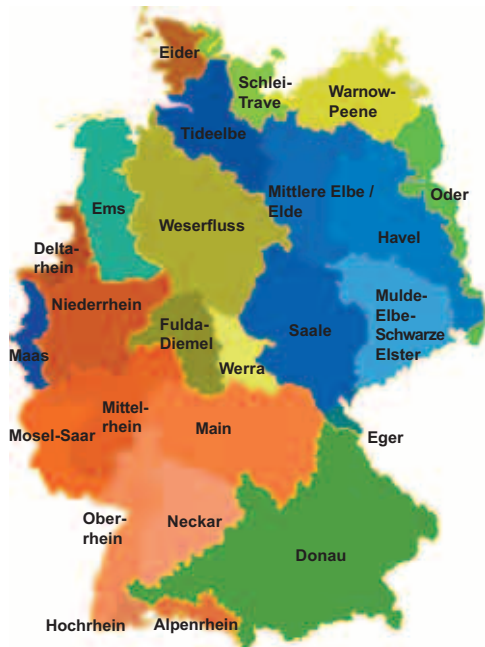 Eider
Schlei-
Trave
Warnow-
Peene
Tideelbe
Mittlere Elbe /
Elde
Oder
Ems
Weserfluss
Havel
Delta-
rhein
Niederrhein
Mulde-
Elbe-
Schwarze
Elster
Fulda-
Diemel
Saale
Maas
Werra
Mittel-
rhein
Mosel-Saar
Main
Eger
Ober-
rhein
Neckar
Donau
Hochrhein
Alpenrhein